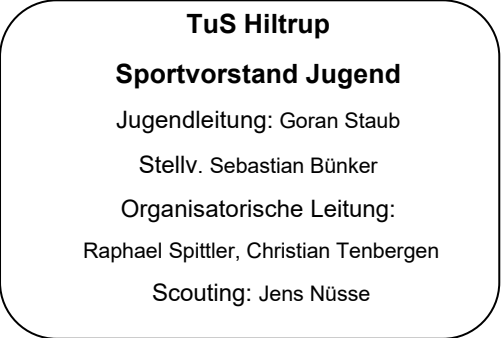 TuS Hiltrup
Sportvorstand Jugend
Jugendleitung: Goran Staub
Stellv. Sebastian Bünker
Organisatorische Leitung:
Raphael Spittler, Christian Tenbergen
Scouting: Jens Nüsse